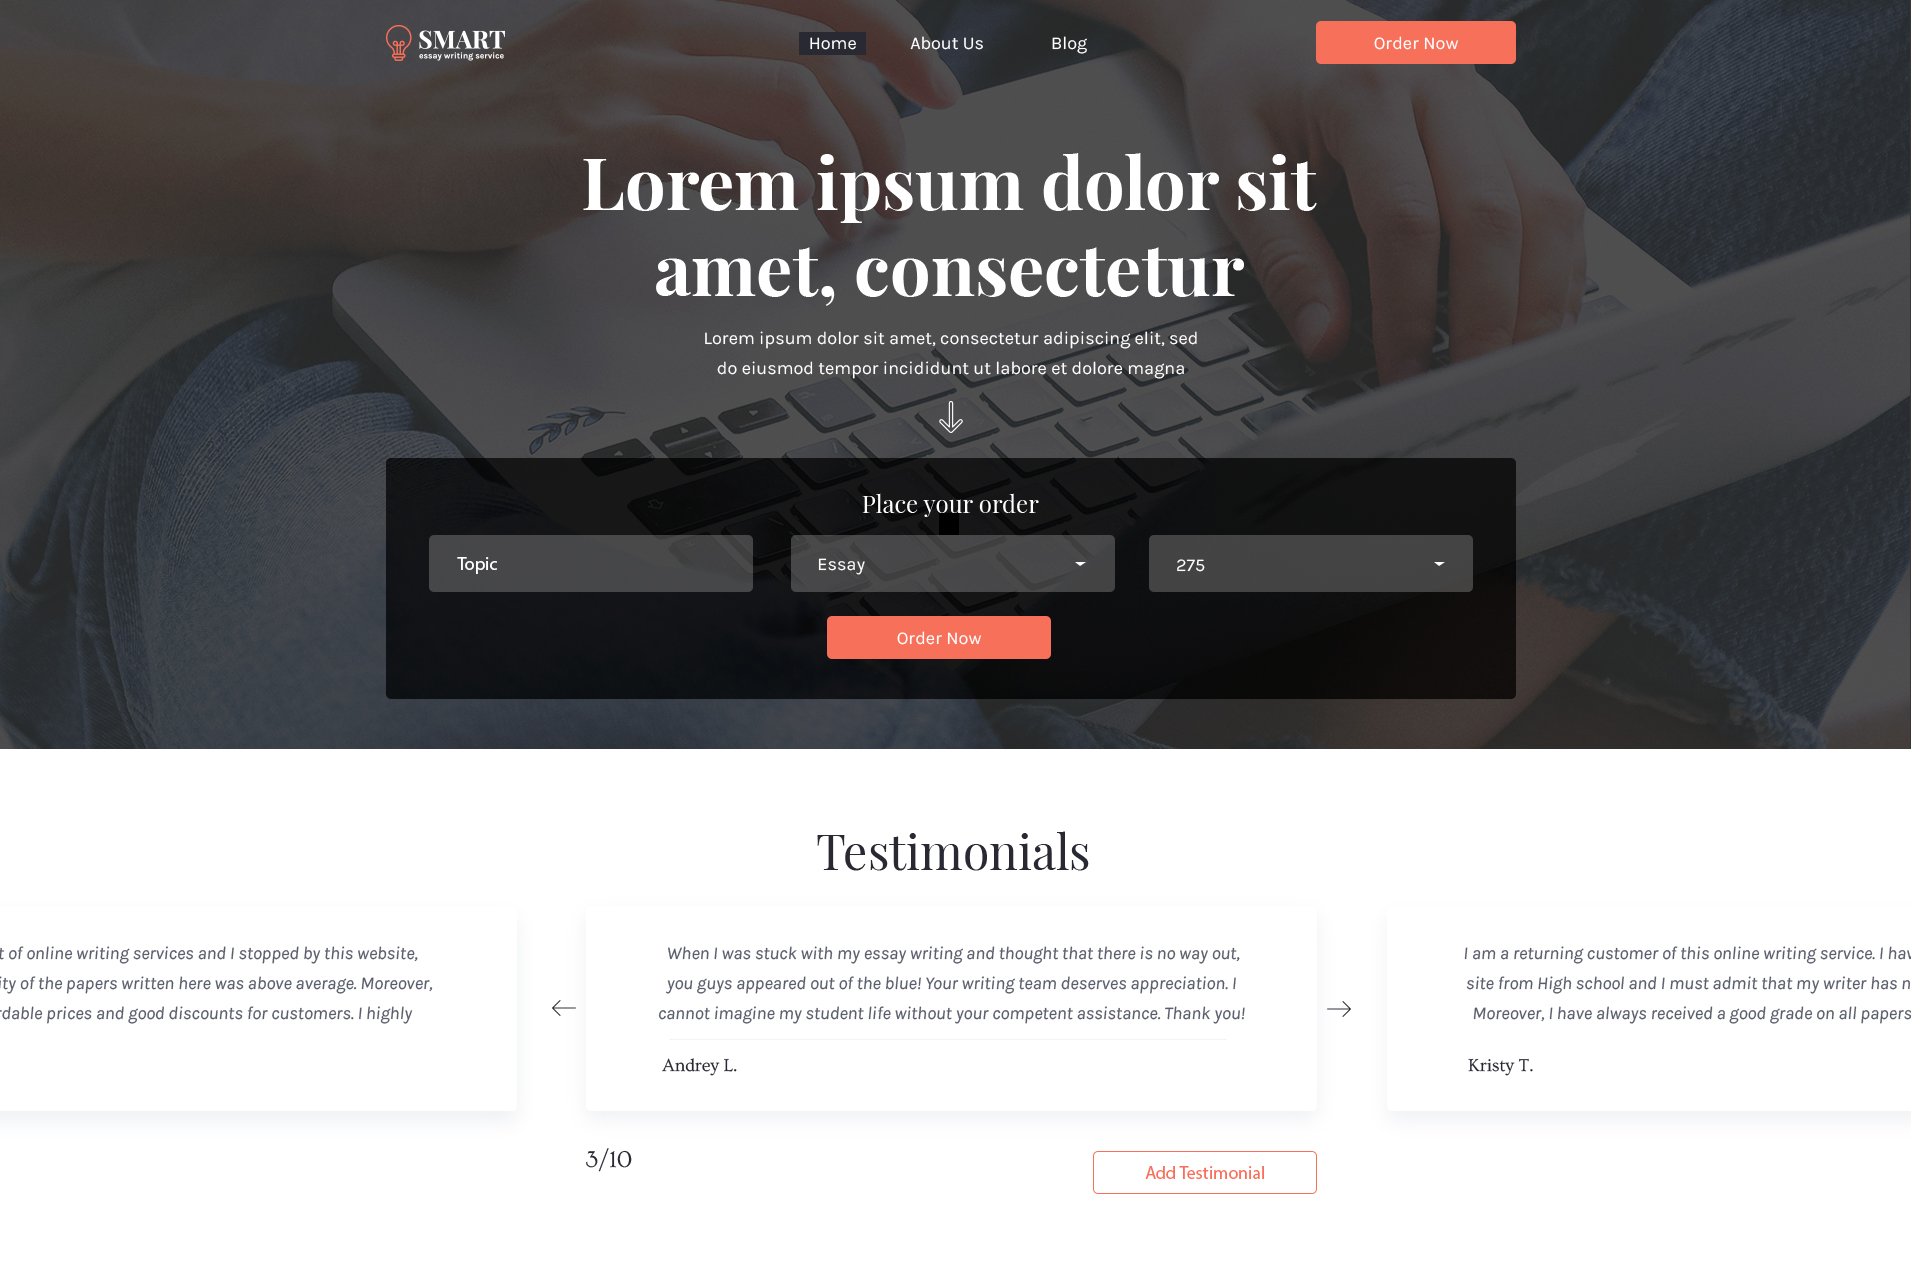 SMART
essay writing service
Home
About Us
Blog
Order Now
Lorem ipsum dolor sit
amet, consectetur
Lorem ipsum dolor sit amet, consectetur adipiscing elit, sed
do eiusmod tempor incididunt ut labore et dolore magna
Place your order
Topic
Essay
275
Order Now
Testimonials
of online writing services and I stopped by this website,
of the papers written here was above average. Moreover,
prices and good discounts for customers. I highly
When I was stuck with my essay writing and thought that there is no way out,
you guys appeared out of the blue! Your writing team deserves appreciation. I
cannot imagine my student life without your competent assistance. Thank you!
Andrey L.
I am a returning customer of this online writing service. I
site from High school and I must admit that my writer has
Moreover, I have always received a good grade on all papers
Kristy T.
3/10
Add Testimonial